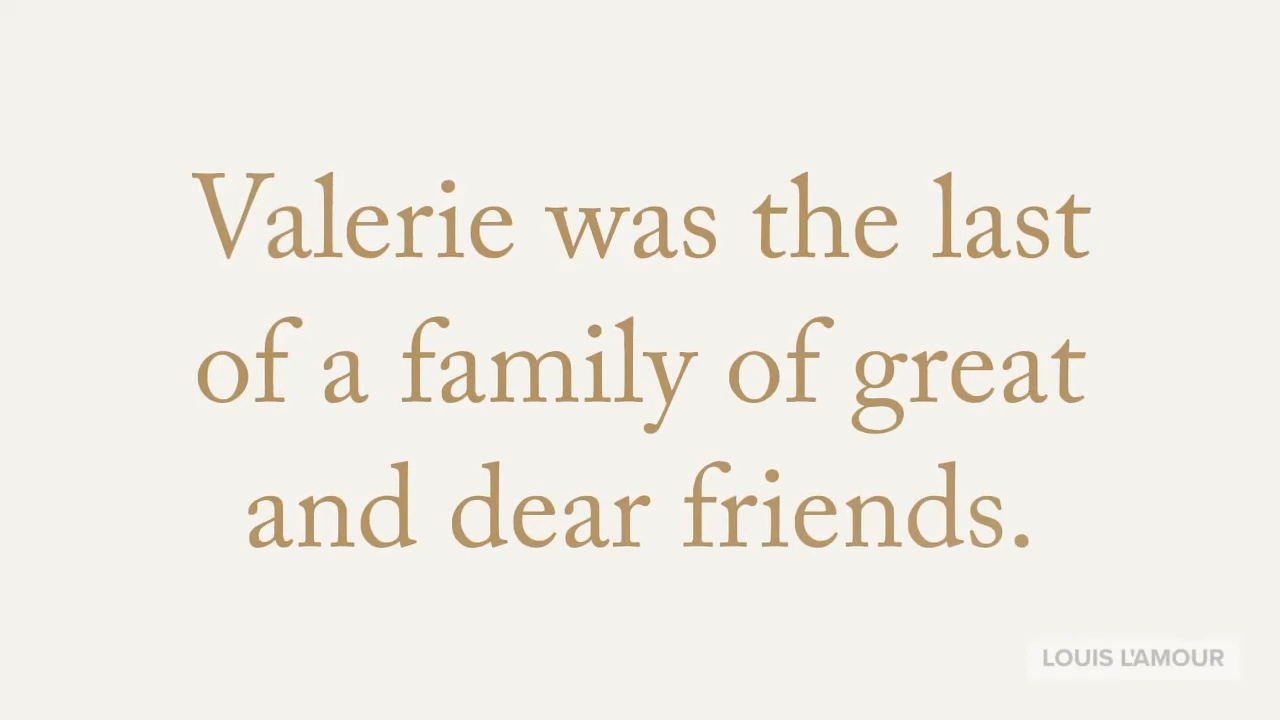 Valerie was the last
of a family of great
and dear friends.
LOUIS L'AMOUR